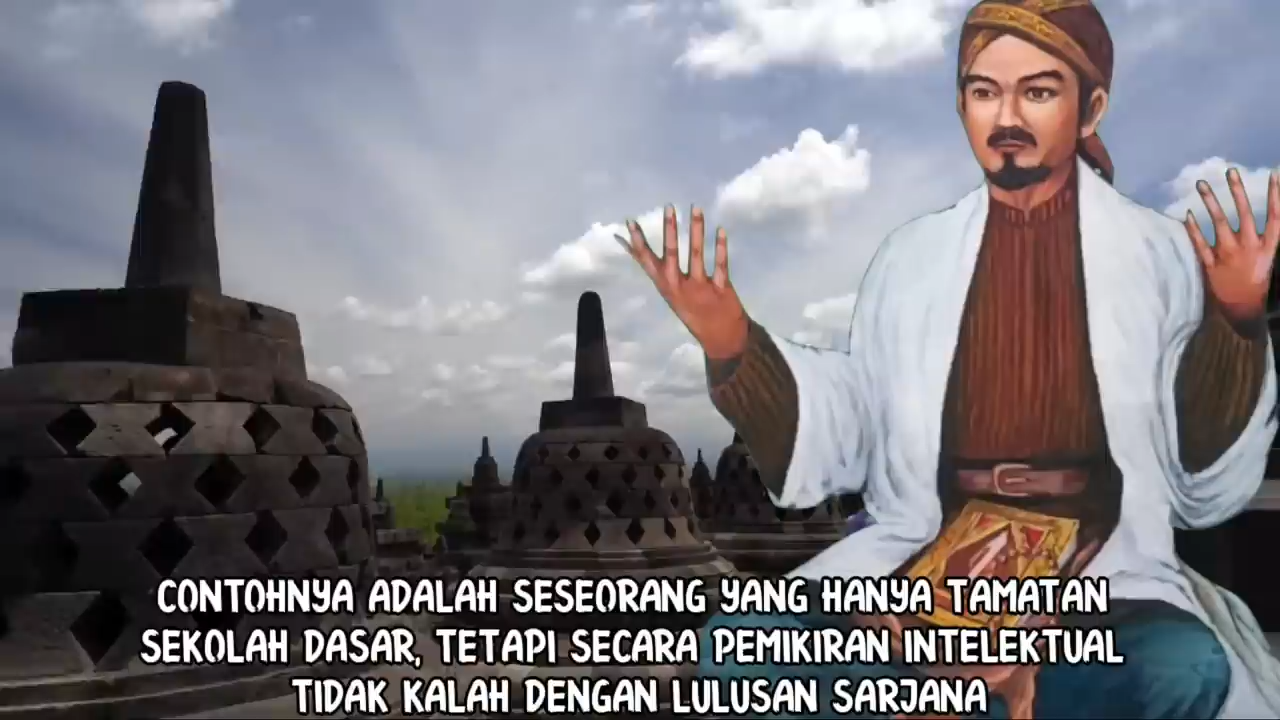 CONTOHNYA ADALAH SESEORANG YANG HANYA TAMATAN
SEKOLAH DASAR, TETAPI SECARA PEMIKIRAN INTELEKTUAL
TIDAK KALAH DENGAN LULUSAN SARJANA